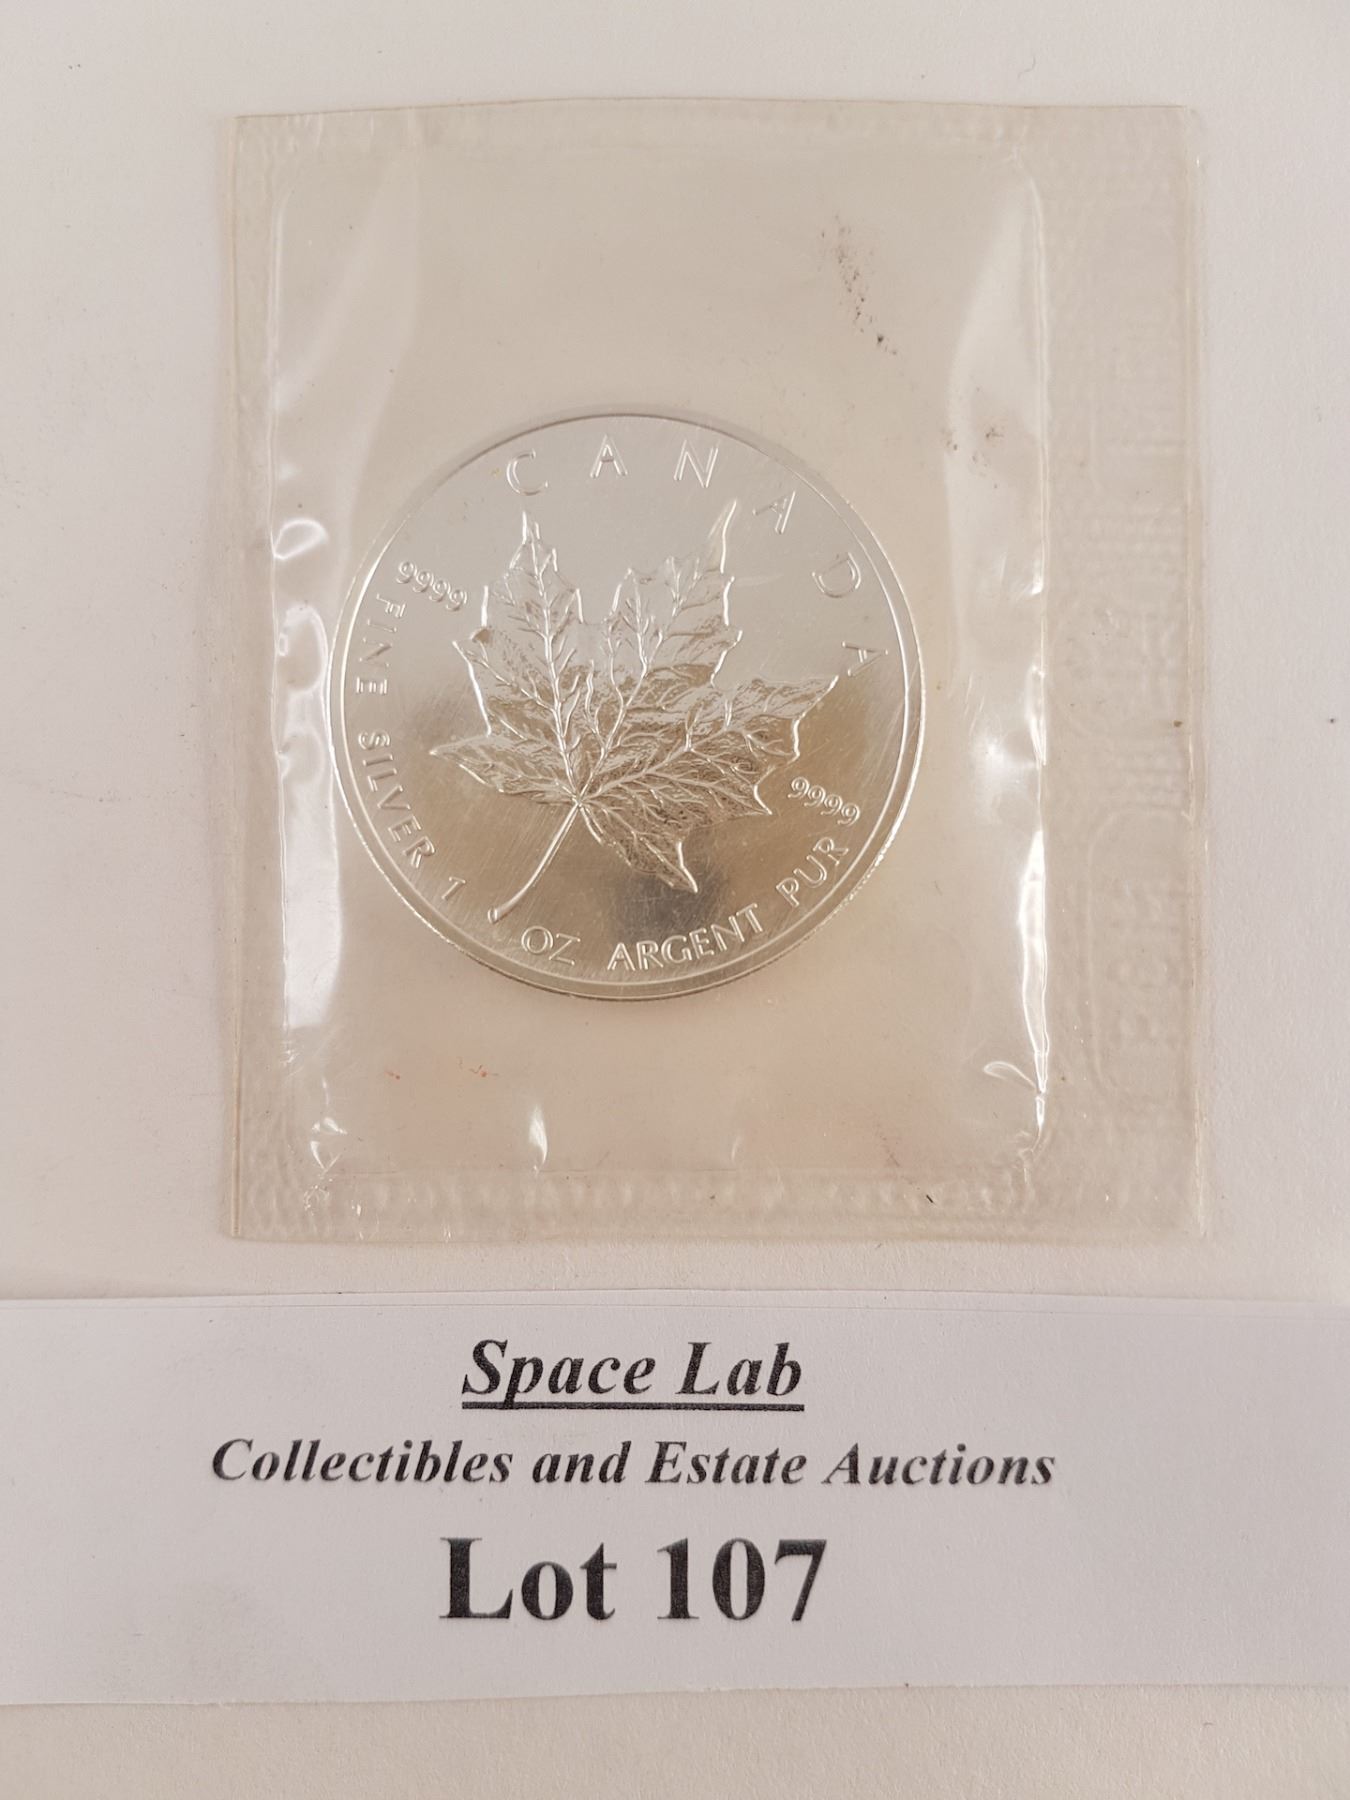 CANADA
9999
9999
FINE SILVER 1 OZ ARGENT PUR
Space Lab
Collectibles and Estate Auctions
Lot 107